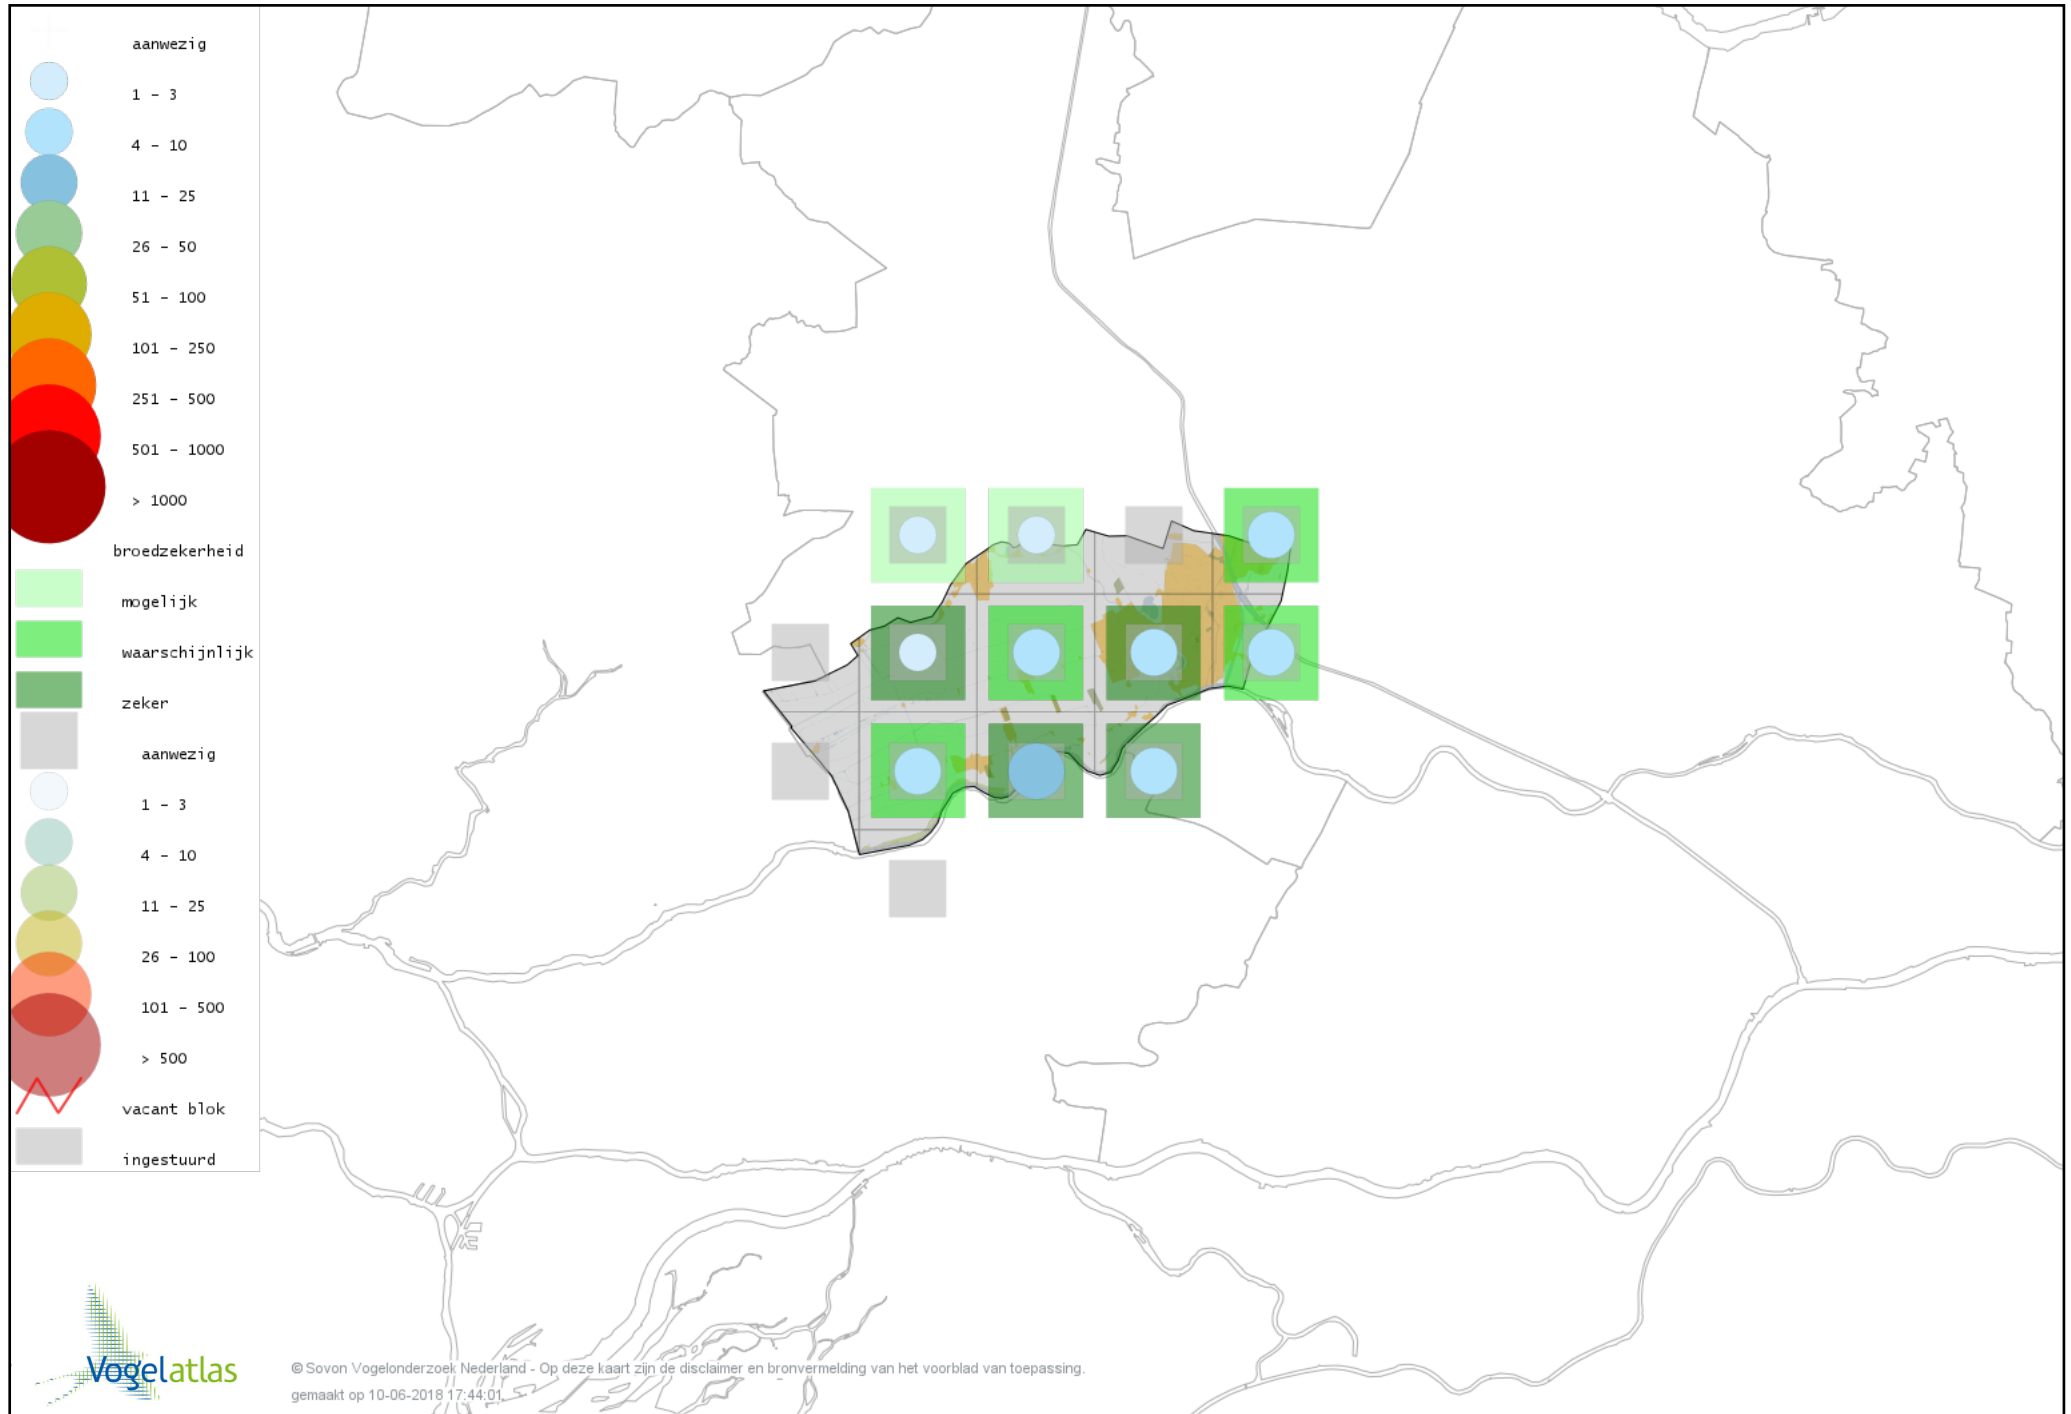 aanwezig
1 – 3
4 – 10
11 – 25
26 – 50
51 – 100
101 – 250
251 – 500
501 – 1000
> 1000
broedzekerheid
mogelijk
waarschijnlijk
zeker
aanwezig
1 – 3
4 – 10
11 – 25
26 – 100
101 – 500
> 500
vacant blok
ingestuurd
Vogelatlas
© Sovon Vogelonderzoek Nederland - Op deze kaart zijn de disclaimer en bronvermelding van het voorblad van toepassing.
gemaakt op 10-06-2018 17:44:01